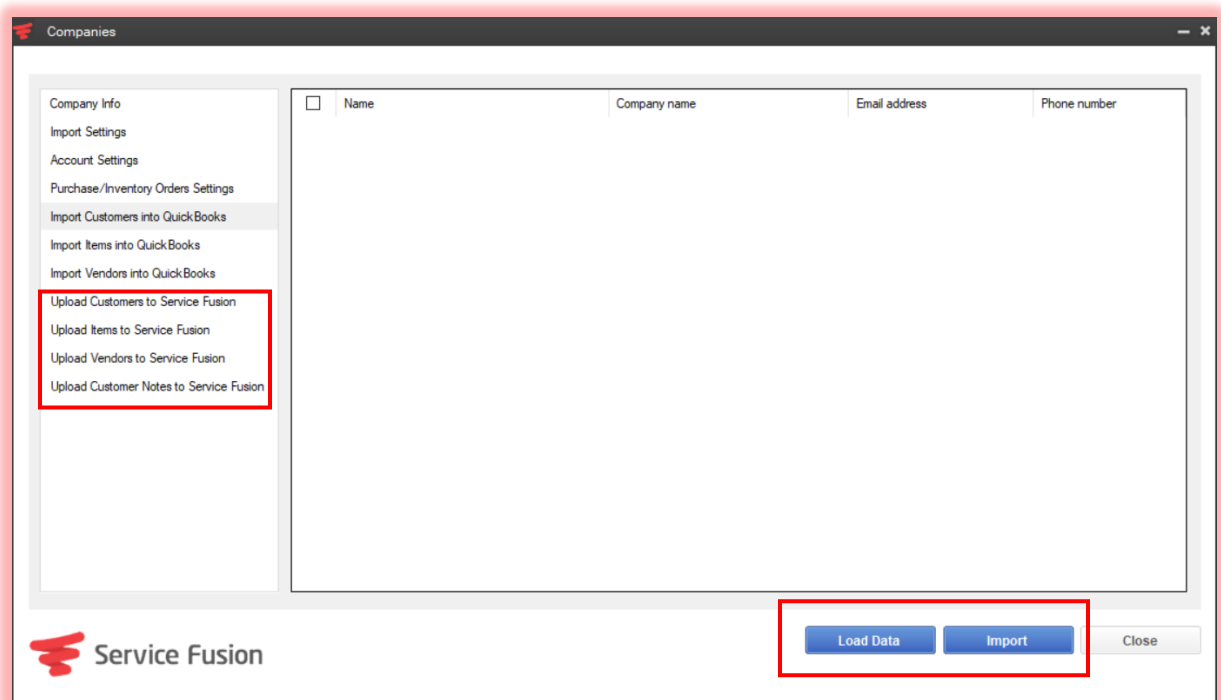 Companies
Company Info
Import Settings
Account Settings
Purchase/Inventory Orders Settings
Import Customers into QuickBooks
Import Items into QuickBooks
Import Vendors into QuickBooks
Upload Customers to Service Fusion
Upload Items to Service Fusion
Upload Vendors to Service Fusion
Upload Customer Notes to Service Fusion
Name Company name Email address Phone number
Load Data Import Close
Service Fusion